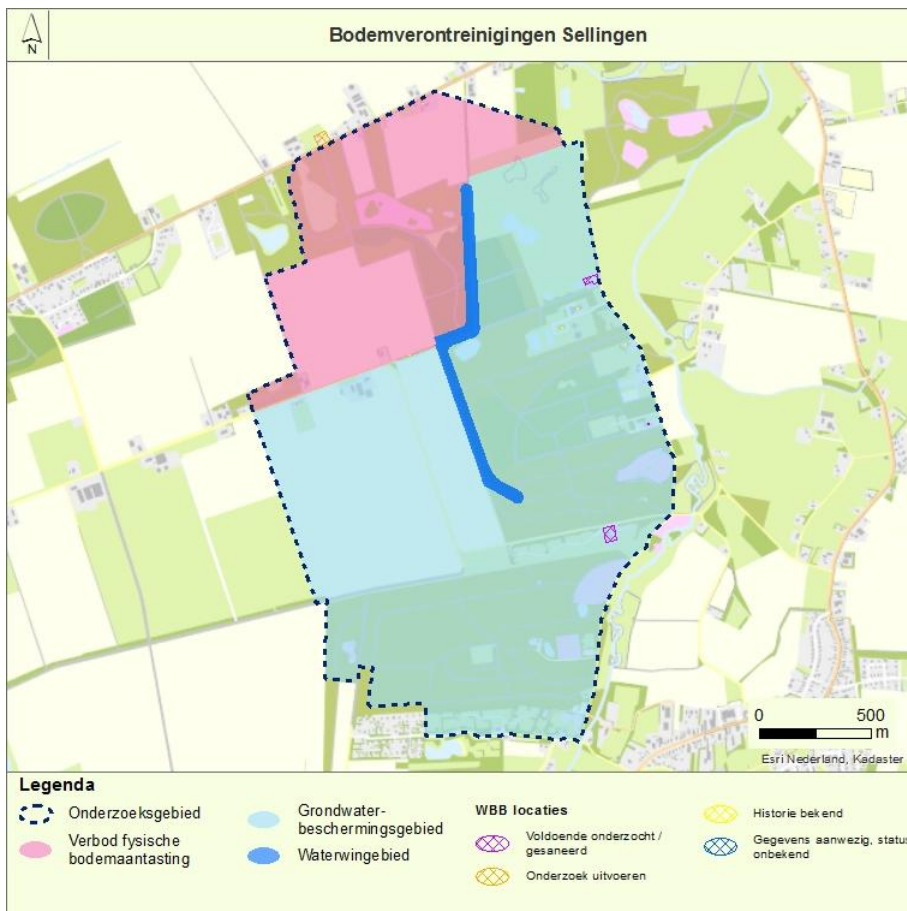 N
Bodemverontreinigingen Sellingen
0 500
m
Esri Nederland, Kadaster
Legenda
Onderzoeksgebied
Verbod fysische
bodemaantasting
Grondwater-
beschermingsgebied
Waterwingebied
WBB locaties
Voldoende onderzocht /
gesaneerd
Onderzoek uitvoeren
Historie bekend
Gegevens aanwezig, status
onbekend